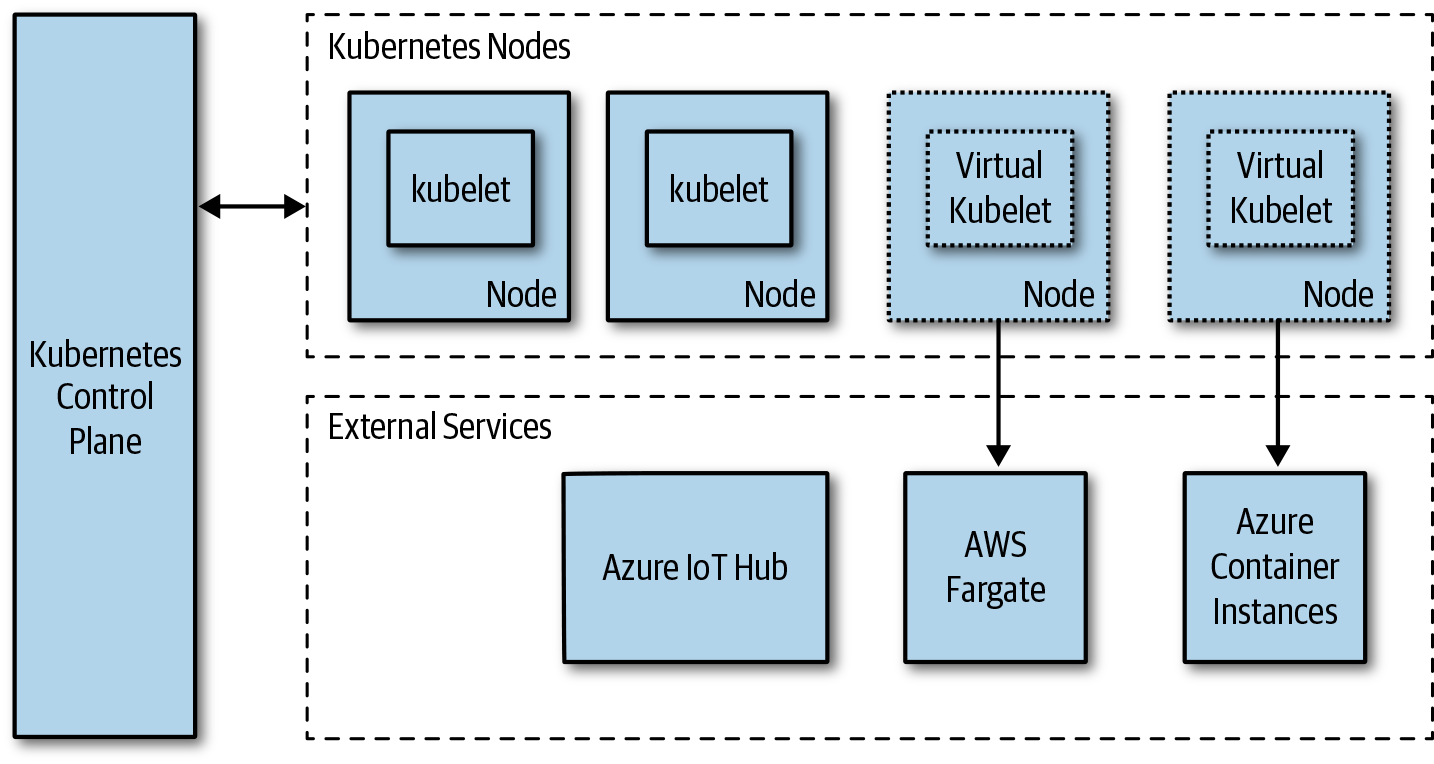 Kubernetes Nodes
kubelet
Node
kubelet
Node
Virtual
Kubelet
Node
Virtual
Kubelet
Node
Kubernetes
Control
Plane
External Services
Azure IoT Hub
AWS
Fargate
Azure
Container
Instances